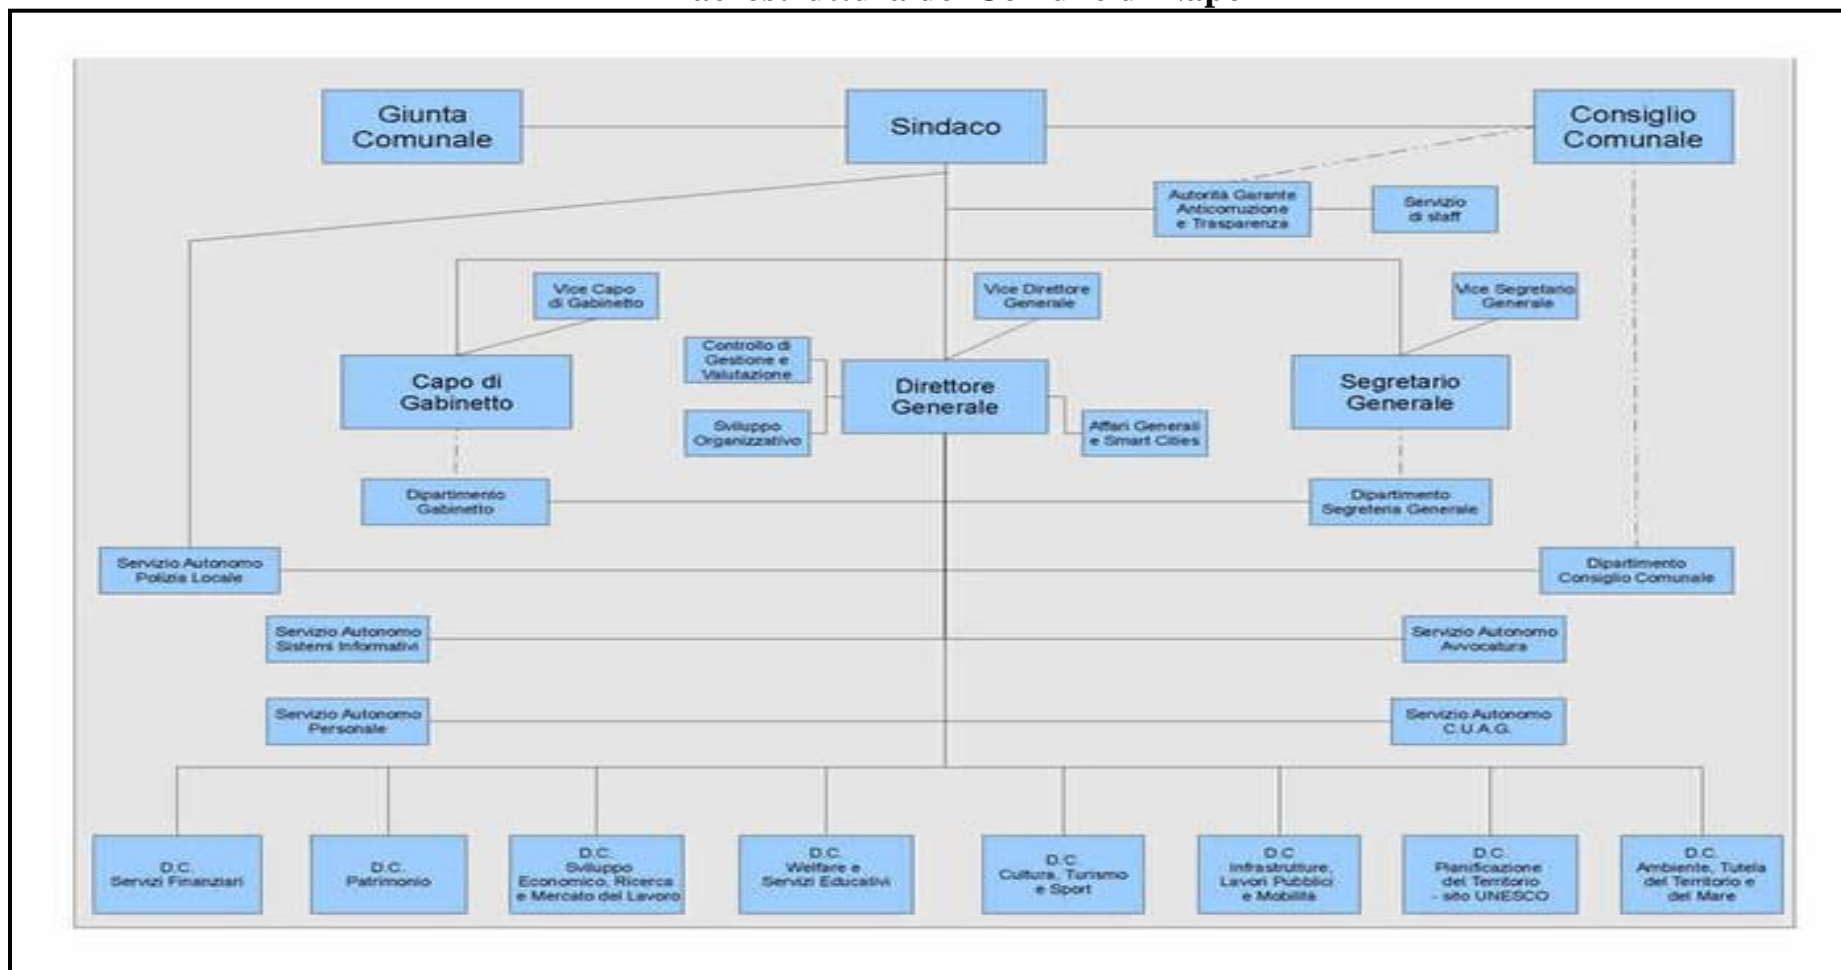 Giunta
Comunale
Sindaco
Consiglio
Comunale
Autorità Garante
Anticorruzione
e Trasparenza
Servizio
di staff
Vice Capo
di Gabinetto
Vice Direttore
Generale
Vice Segretario
Generale
Controllo di
Gestione e
Valutazione
Capo di
Gabinetto
Direttore
Generale
Segretario
Generale
Sviluppo
Organizzativo
Affari Generali
e Smart Cities
Dipartimento
Gabinetto
Dipartimento
Segreteria Generale
Servizio Autonomo
Polizia Locale
Dipartimento
Consiglio Comunale
Servizio Autonomo
Sistemi Informativi
Servizio Autonomo
Avvocatura
Servizio Autonomo
Personale
Servizio Autonomo
C.U.A.G.
D.C.
Servizi Finanziari
D.C.
Patrimonio
D.C.
Sviluppo
Economico, Ricerca
e Mercato del Lavoro
D.C.
Welfare e
Servizi Educativi
D.C.
Cultura, Turismo
e Sport
D.C
Infrastrutture,
Lavori Pubblici
e Mobilità
D.C.
Pianificazione
del Territorio
- sito UNESCO
D.C.
Ambiente, Tutela
del Territorio e
del Mare